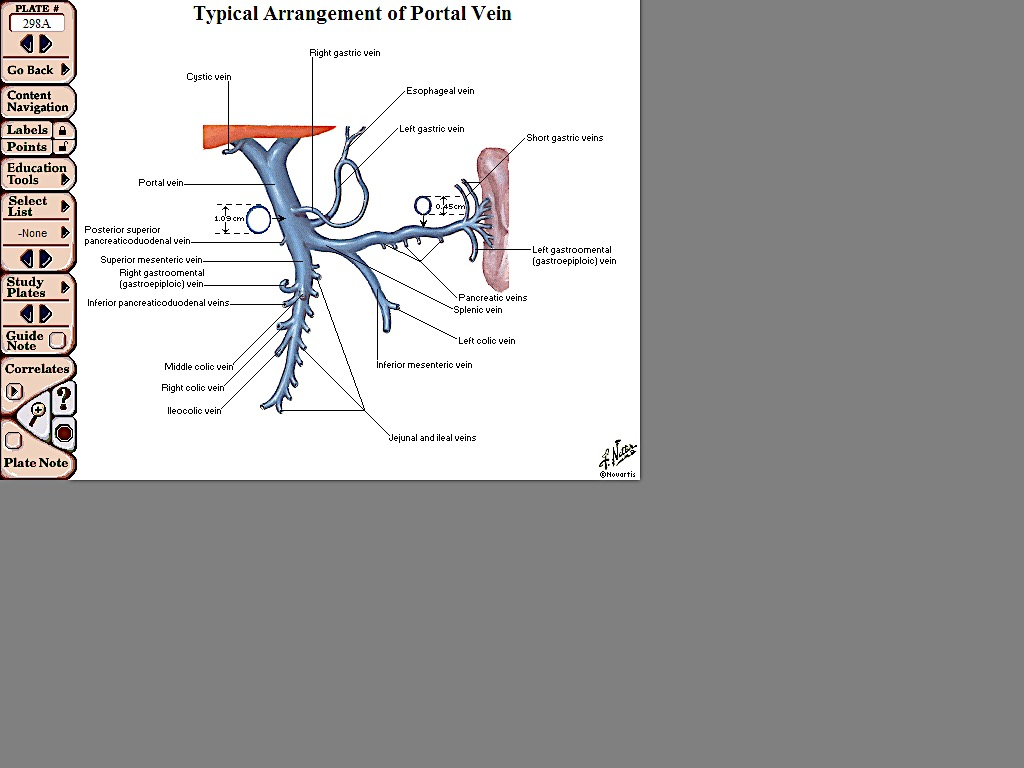 PLATE #
298A
Go Back
Content
Navigation
Labels
Points
Education
Tools
Select
List
-None
Study
Plates
Guide
Note
Correlates
?
Plate Note
Typical Arrangement of Portal Vein
Right gastric vein
Cystic vein
Esophageal vein
Left gastric vein
Short gastric veins
Portal vein
1.09cm
0.45cm
Posterior superior
pancreaticoduodenal vein
Left gastroomental
(gastroepiploic) vein
Superior mesenteric vein
Right gastroomental
(gastroepiploic) vein
Inferior pancreaticoduodenal veins
Pancreatic veins
Splenic vein
Left colic vein
Middle colic vein
Inferior mesenteric vein
Right colic vein
Ileocolic vein
Jejunal and ileal veins
F. Netter
©Novartis